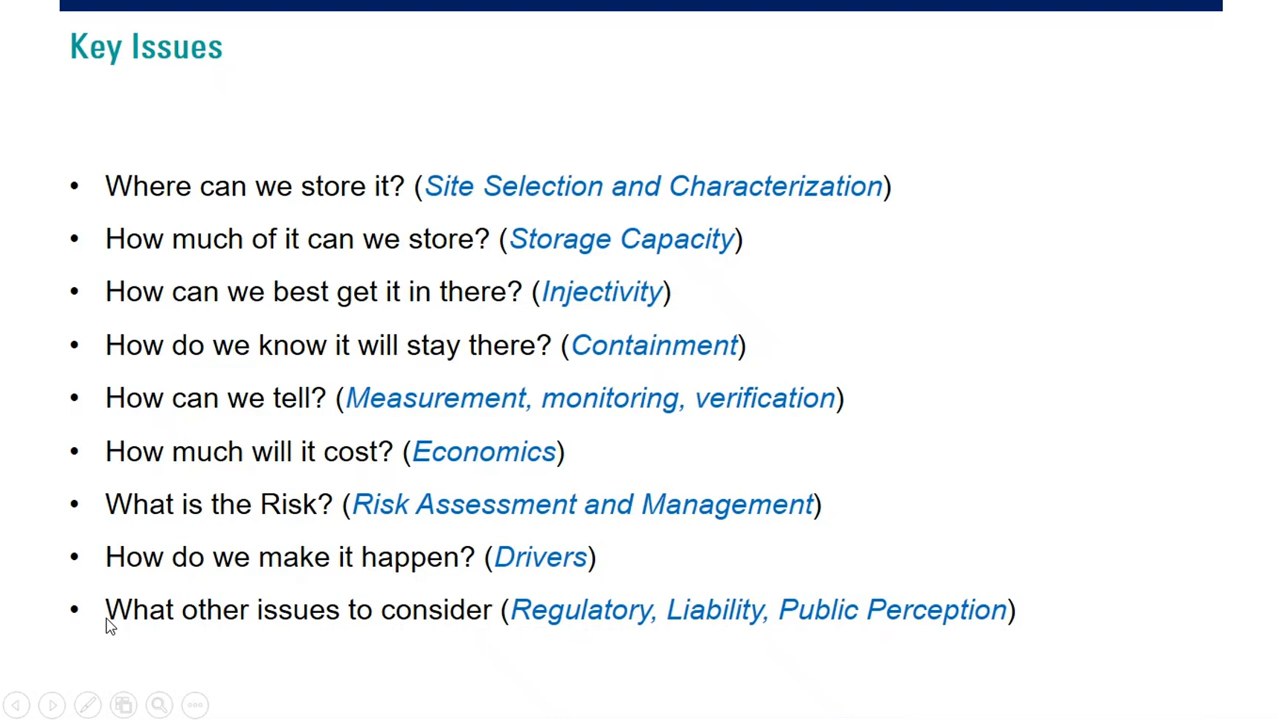 Key Issues
• Where can we store it? (Site Selection and Characterization)
• How much of it can we store? (Storage Capacity)
• How can we best get it in there? (Injectivity)
• How do we know it will stay there? (Containment)
• How can we tell? (Measurement, monitoring, verification)
• How much will it cost? (Economics)
• What is the Risk? (Risk Assessment and Management)
• How do we make it happen? (Drivers)
• What other issues to consider (Regulatory, Liability, Public Perception)